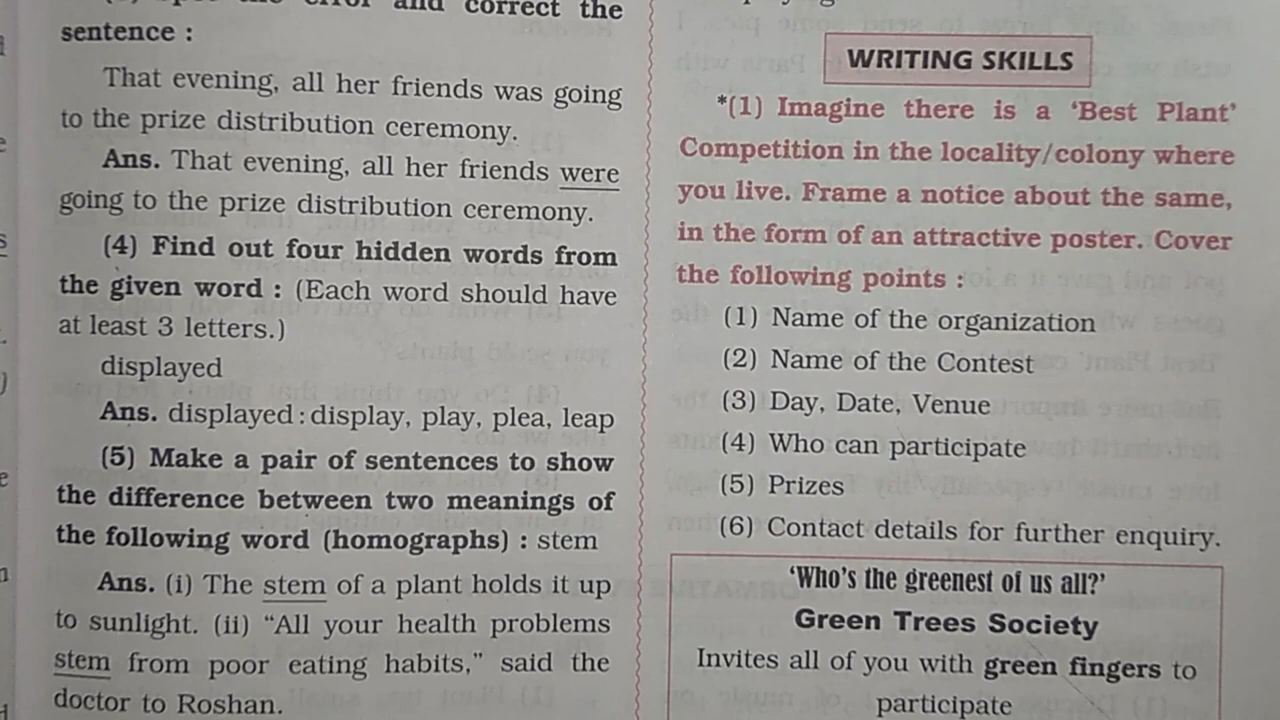 error and correct the
sentence :
That evening, all her friends was going
to the prize distribution ceremony.
Ans. That evening, all her friends were
going to the prize distribution ceremony.
(4) Find out four hidden words from
the given word : (Each word should have
at least 3 letters.)
displayed
Ans. displayed : display, play, plea, leap
(5) Make a pair of sentences to show
the difference between two meanings of
the following word (homographs) : stem
Ans. (i) The stem of a plant holds it up
to sunlight. (ii) “All your health problems
stem from poor eating habits,” said the
doctor to Roshan.
WRITING SKILLS
*(1) Imagine there is a ‘Best Plant’
Competition in the locality/colony where
you live. Frame a notice about the same,
in the form of an attractive poster. Cover
the following points :
(1) Name of the organization
(2) Name of the Contest
(3) Day, Date, Venue
(4) Who can participate
(5) Prizes
(6) Contact details for further enquiry.
‘Who’s the greenest of us all?’
Green Trees Society
Invites all of you with green fingers to
participate